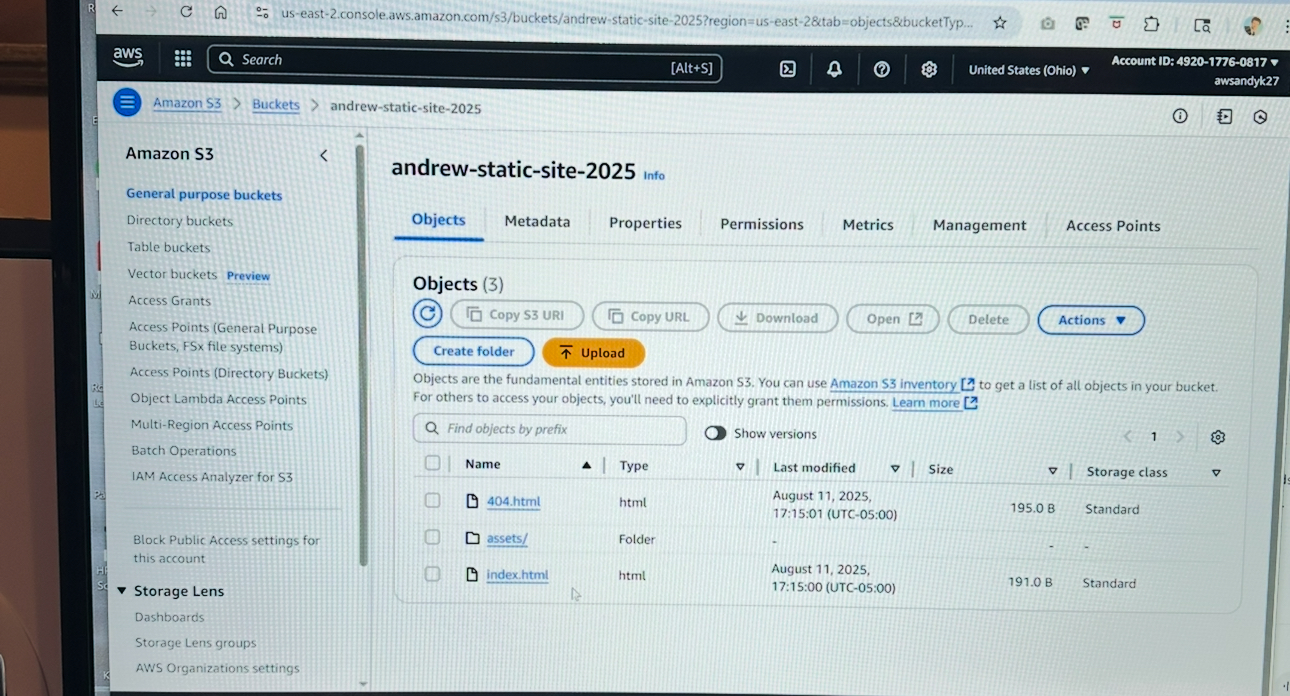 us-east-2.console.aws.amazon.com/s3/buckets/andrew-static-site-2025?region=us-east-2&tab=objects&bucketTyp...
aws
Search
[Alt+S]
United States (Ohio)
Account ID: 4920-1776-0817
awsandyk27
Amazon S3 > Buckets > andrew-static-site-2025
Amazon S3
General purpose buckets
Directory buckets
Table buckets
Vector buckets Preview
Access Grants
Access Points (General Purpose
Buckets, FSx file systems)
Access Points (Directory Buckets)
Object Lambda Access Points
Multi-Region Access Points
Batch Operations
IAM Access Analyzer for S3
Block Public Access settings for
this account
Storage Lens
Dashboards
Storage Lens groups
AWS Organizations settings
andrew-static-site-2025 Info
Objects Metadata Properties Permissions Metrics Management Access Points
Objects (3)
Copy S3 URI Copy URL Download Open Delete Actions
Create folder Upload
Objects are the fundamental entities stored in Amazon S3. You can use Amazon S3 inventory to get a list of all objects in your bucket.
For others to access your objects, you'll need to explicitly grant them permissions. Learn more
Find objects by prefix Show versions 1
Name Type Last modified Size Storage class
404.html html August 11, 2025, 17:15:01 (UTC-05:00) 195.0 B Standard
assets/ Folder - - -
index.html html August 11, 2025, 17:15:00 (UTC-05:00) 191.0 B Standard